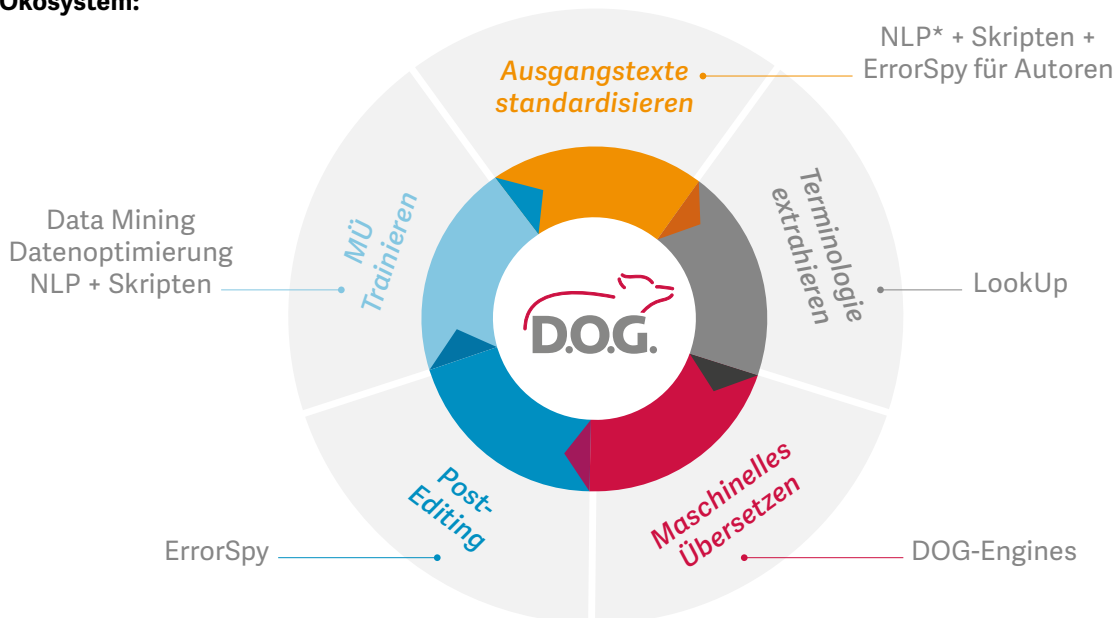 Ökosystem:
NLP* + Skripten +
ErrorSpy für Autoren
Ausgangstexte
standardisieren
Terminologie
extrahieren
LookUp
Maschinelles
Übersetzen
DOG-Engines
Post-
Editing
ErrorSpy
MÜ
Trainieren
Data Mining
Datenoptimierung
NLP + Skripten
D.O.G.